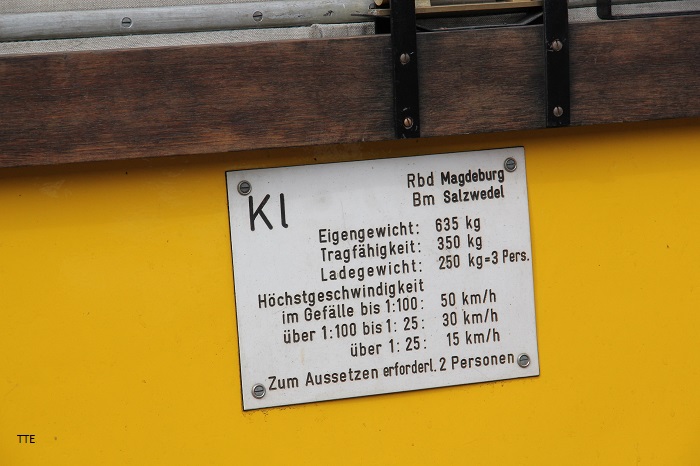 Kl
Rbd Magdeburg
Bm Salzwedel
Eigengewicht: 635 kg
Tragfähigkeit: 350 kg
Ladegewicht: 250 kg=3 Pers.
Höchstgeschwindigkeit
im Gefälle bis 1:100: 50 km/h
über 1:100 bis 1: 25: 30 km/h
über 1: 25: 15 km/h
Zum Aussetzen erforderl. 2 Personen
TTE